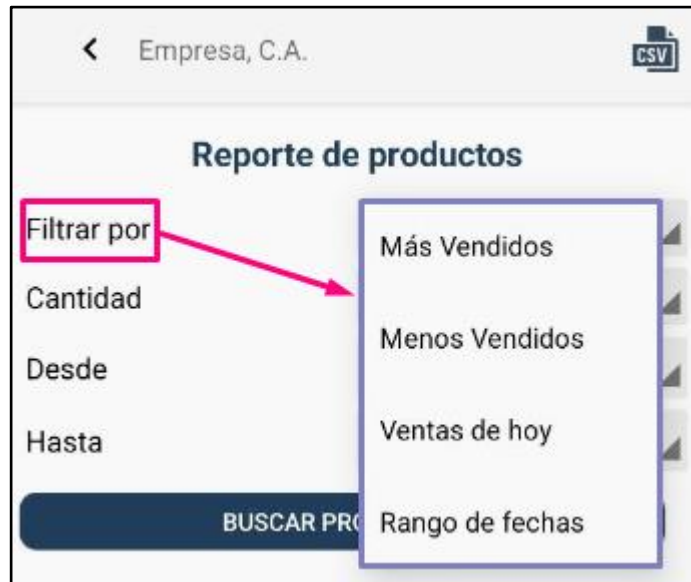 Empresa, C.A.
CSV
Reporte de productos
Filtrar por
Más Vendidos
Cantidad
Menos Vendidos
Desde
Ventas de hoy
Hasta
BUSCAR
Rango de fechas